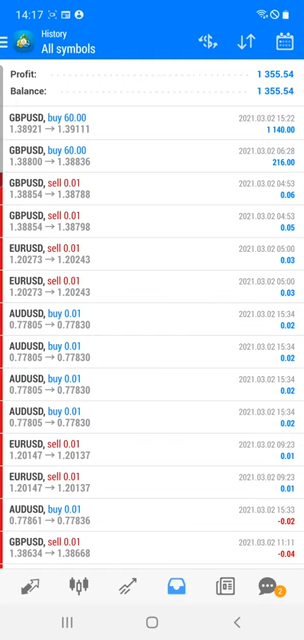 14:17
History
All symbols
Profit: 1 355.54
Balance: 1 355.54
GBPUSD, buy 60.00 2021.03.02 15:22
1.38921 → 1.39111 1 140.00
GBPUSD, buy 60.00 2021.03.02 06:28
1.38800 → 1.38836 216.00
GBPUSD, sell 0.01 2021.03.02 04:53
1.38854 → 1.38788 0.06
GBPUSD, sell 0.01 2021.03.02 04:53
1.38854 → 1.38798 0.05
EURUSD, sell 0.01 2021.03.02 05:00
1.20273 → 1.20243 0.03
EURUSD, sell 0.01 2021.03.02 05:00
1.20273 → 1.20243 0.03
AUDUSD, buy 0.01 2021.03.02 15:34
0.77805 → 0.77830 0.02
AUDUSD, buy 0.01 2021.03.02 15:34
0.77805 → 0.77830 0.02
AUDUSD, buy 0.01 2021.03.02 15:34
0.77805 → 0.77830 0.02
AUDUSD, buy 0.01 2021.03.02 15:34
0.77805 → 0.77830 0.02
EURUSD, sell 0.01 2021.03.02 09:23
1.20147 → 1.20137 0.01
EURUSD, sell 0.01 2021.03.02 09:23
1.20147 → 1.20137 0.01
AUDUSD, buy 0.01 2021.03.02 15:33
0.77861 → 0.77836 -0.02
GBPUSD, sell 0.01 2021.03.02 11:11
1.38634 → 1.38668 -0.04
2